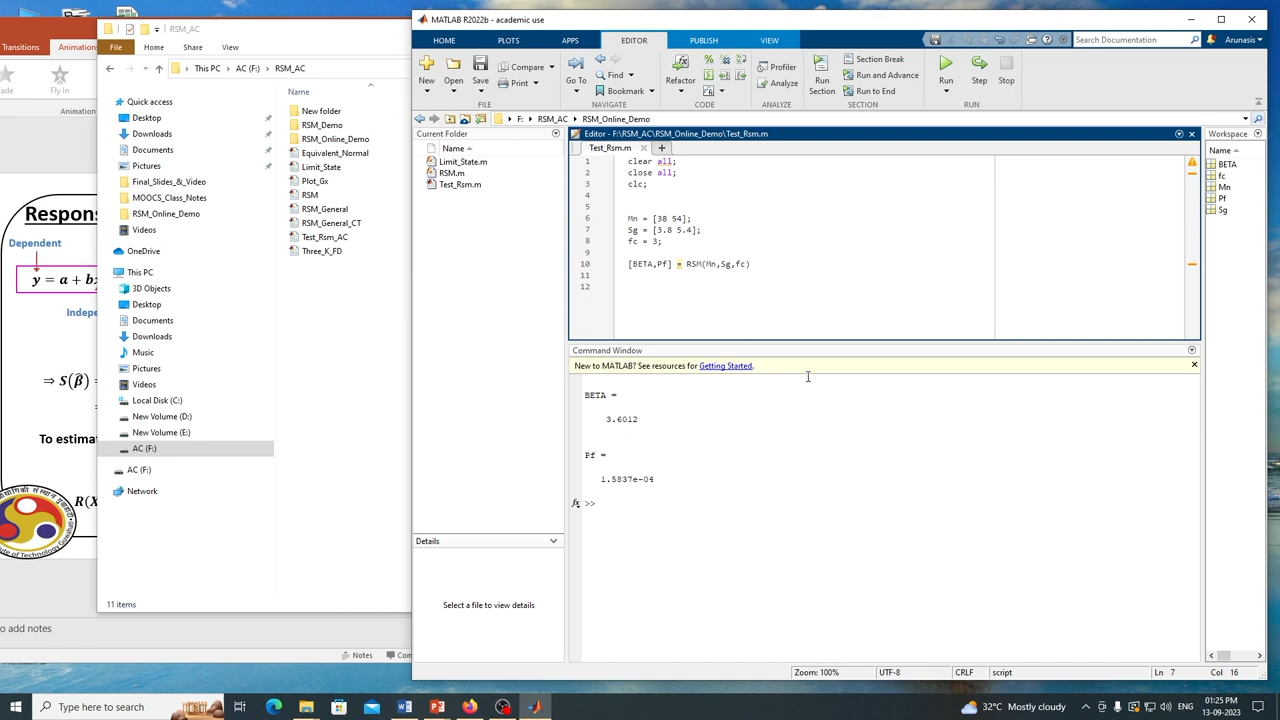 MATLAB R2022b - academic use
HOME PLOTS APPS EDITOR PUBLISH VIEW Search Documentation Arunasis
New Open Save Compare Print Go To Find Bookmark Refactor Profiler Analyze Run Section Section Break Run and Advance Run to End Run Step Stop
FILE NAVIGATE CODE ANALYZE SECTION RUN
F: RSM_AC RSM_Online_Demo
Current Folder
Name
Limit_State.m
RSM.m
Test_Rsm.m
Details
Select a file to view details
Editor - F:\RSM_AC\RSM_Online_Demo\Test_Rsm.m
Test_Rsm.m
1 clear all;
2 close all;
3 clc;
4
5
6 Mn = [38 54];
7 Sg = [3.8 5.4];
8 fc = 3;
9
10 [BETA,Pf] = RSM(Mn,Sg,fc)
11
12
Command Window
New to MATLAB? See resources for Getting Started.
BETA =
3.6012
Pf =
1.5837e-04
fx >>
Workspace
Name
BETA
fc
Mn
Pf
Sg
Zoom: 100% UTF-8 CRLF script Ln 7 Col 16
RSM_AC
File Home Share View
This PC AC (F:) RSM_AC
Quick access
Desktop
Downloads
Documents
Pictures
Final_Slides_&_Video
MOOCS_Class_Notes
RSM_Online_Demo
Videos
OneDrive
This PC
3D Objects
Desktop
Documents
Downloads
Music
Pictures
Videos
Local Disk (C:)
New Volume (D:)
New Volume (E:)
AC (F:)
AC (F:)
Network
Name
New folder
RSM_Demo
RSM_Online_Demo
Equivalent_Normal
Limit_State
Plot_Gx
RSM
RSM_General
RSM_General_CT
Test_Rsm_AC
Three_K_FD
11 items
Transitions Animations
Fly In
Animation
Respons
Dependent
y = a + bx
Indepe
⇒ S(β̂) =
=
To estimat
R(X
o add notes
Notes Com
Type here to search
32°C Mostly cloudy
01:25 PM
13-09-2023